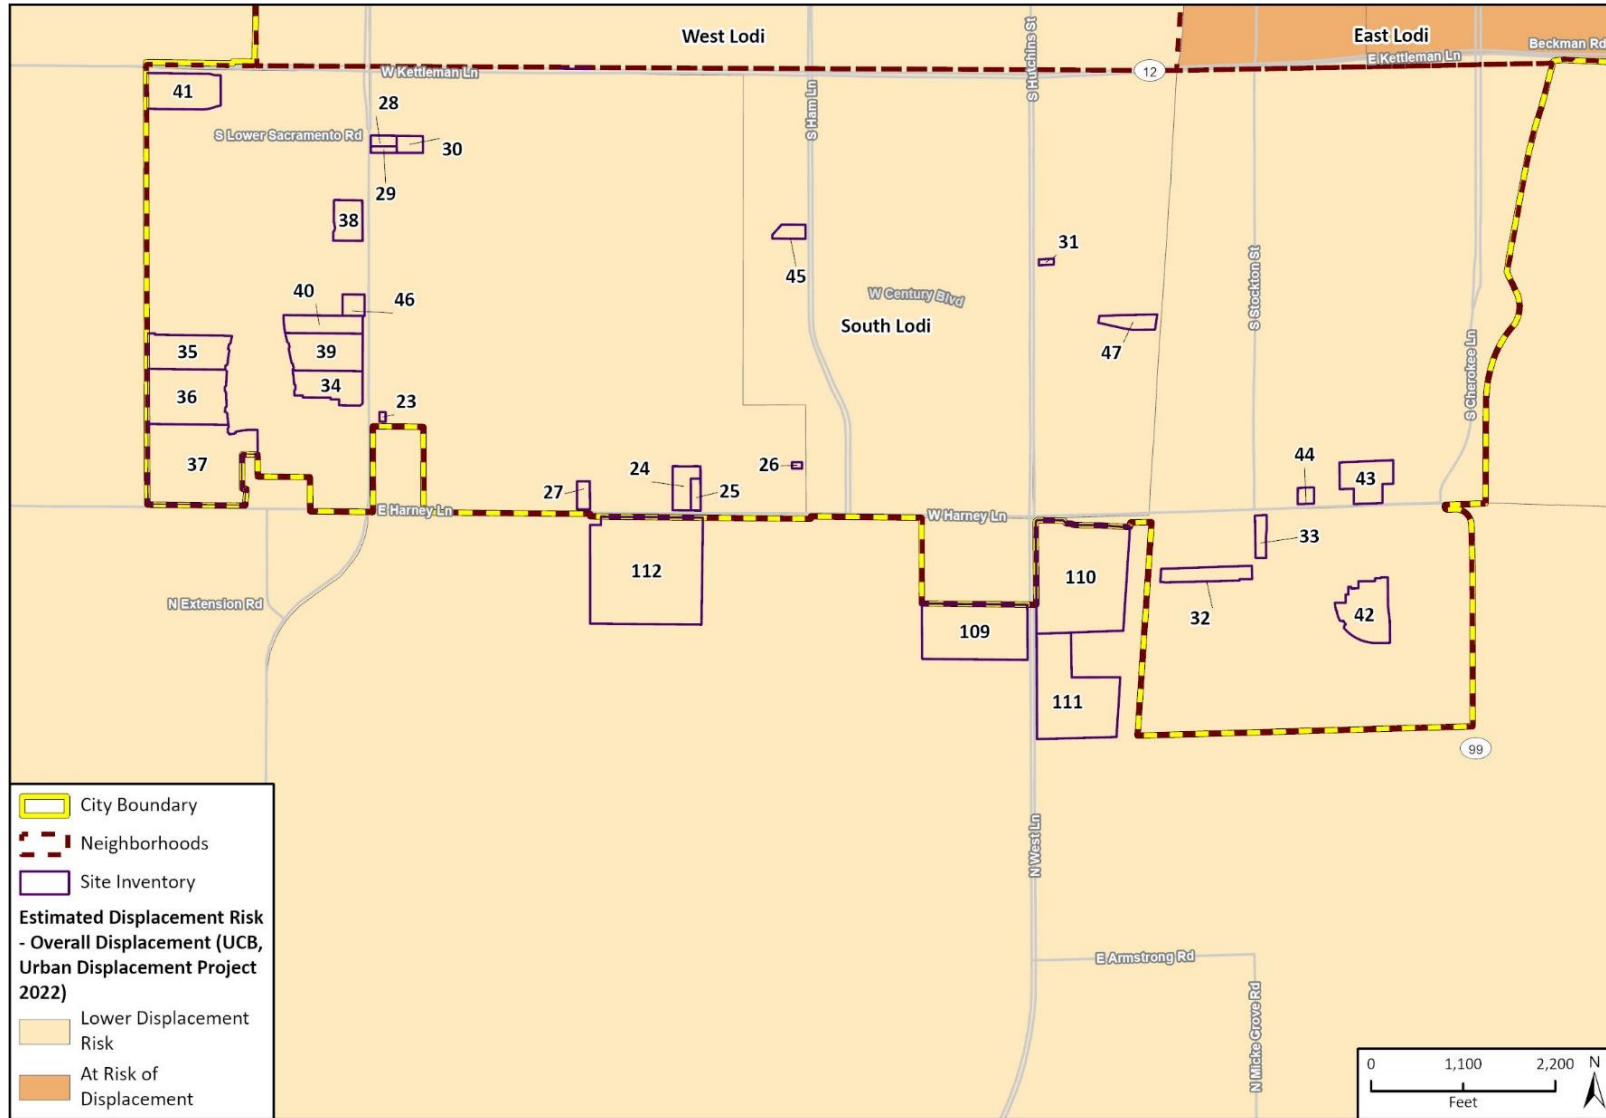 West Lodi
East Lodi
Beckman Rd
E Kettleman Ln
W Kettleman Ln
12
S Hutchins St
S Ham Ln
41
28
S Lower Sacramento Rd
30
29
38
45
31
40
46
W Century Blvd
South Lodi
S Stockton St
S Cherokee Ln
47
35
39
36
34
23
37
24
25
26
27
44
43
E Harney Ln
W Harney Ln
33
112
110
32
42
109
111
N Extension Rd
99
N West Ln
E Armstrong Rd
N Micke Grove Rd
City Boundary
Neighborhoods
Site Inventory
Estimated Displacement Risk
- Overall Displacement (UCB,
Urban Displacement Project
2022)
Lower Displacement
Risk
At Risk of
Displacement
0 1,100 2,200
Feet
N